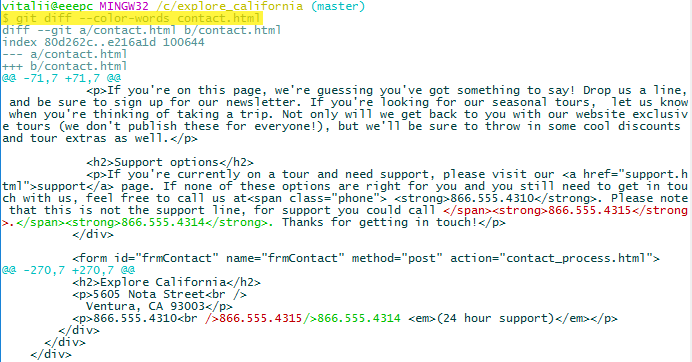 vitalii@eeepc MINGW32 /c/explore_california (master)
$ git diff --color-words contact.html
diff --git a/contact.html b/contact.html
index 80d262c..e216a1d 100644
--- a/contact.html
+++ b/contact.html
@@ -71,7 +71,7 @@
<p>If you're on this page, we're guessing you've got something to say! Drop us a line,
and be sure to sign up for our newsletter. If you're looking for our seasonal tours,  let us know
when you're thinking of taking a trip. Not only will we get back to you with our website exclusiv
e tours (we don't publish these for everyone!), but we'll be sure to throw in some cool discounts
and tour extras as well.</p>
<h2>Support options</h2>
<p>If you're currently on a tour and need support, please visit our <a href="support.h
tml">support</a> page. If none of these options are right for you and you still need to get in tou
ch with us, feel free to call us at<span class="phone"> <strong>866.555.4310</strong>. Please note
that this is not the support line, for support you could call </span><strong>866.555.4315</strong
>.</span><strong>866.555.4314</strong>. Thanks for getting in touch!</p>
</div>
<form id="frmContact" name="frmContact" method="post" action="contact_process.html">
@@ -270,7 +270,7 @@
<h2>Explore California</h2>
<p>5605 Nota Street<br />
Ventura, CA 93003</p>
<p>866.555.4310<br />866.555.4315/>866.555.4314 <em>(24 hour support)</em></p>
</div>
</div>
</div>